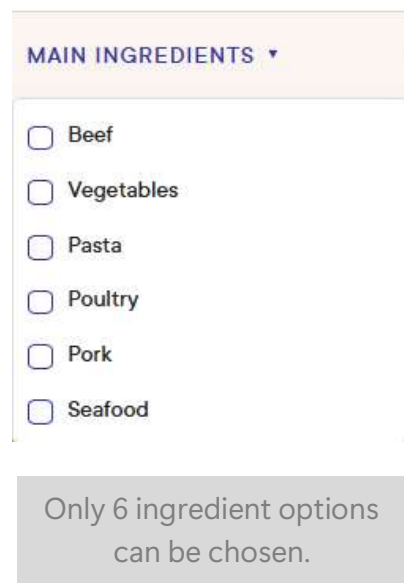 MAIN INGREDIENTS ▼
Beef
Vegetables
Pasta
Poultry
Pork
Seafood
Only 6 ingredient options
can be chosen.